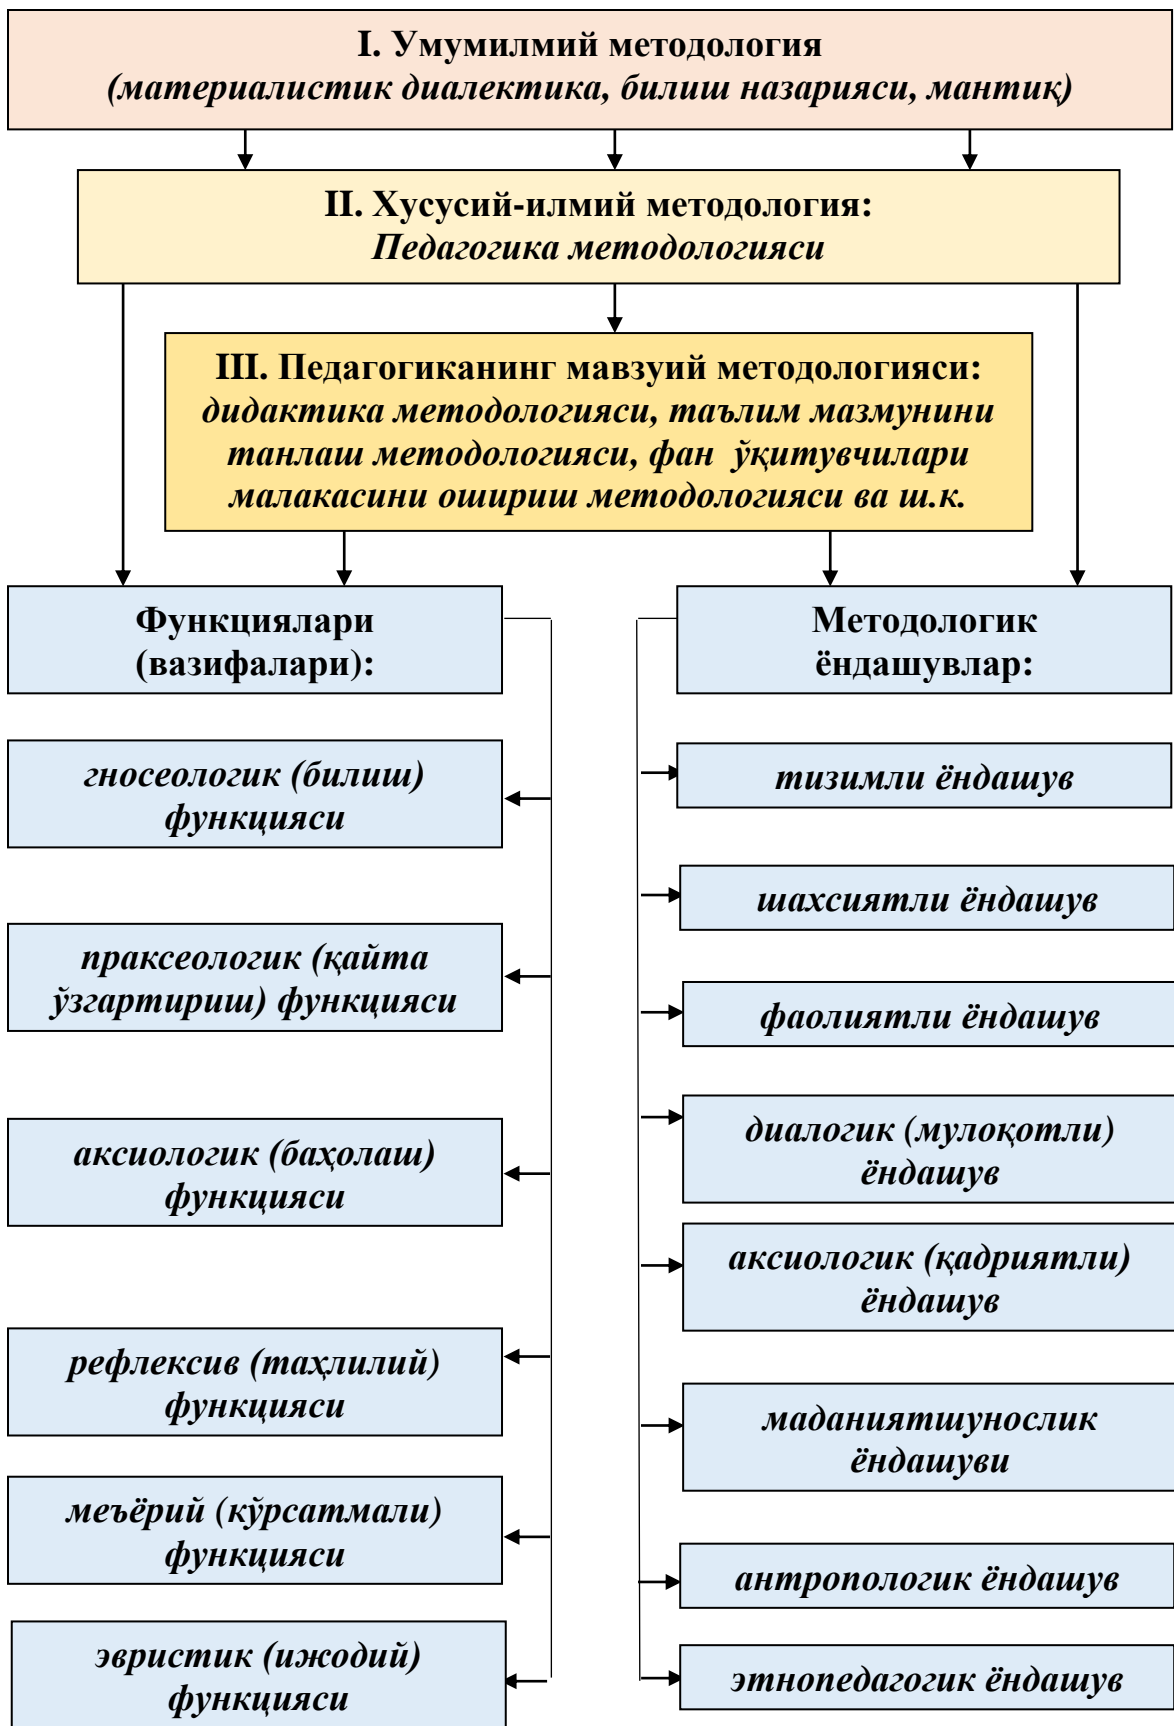 I. Умумилмий методология
(материалистик диалектика, билиш назарияси, мантиқ)
II. Хусусий-илмий методология:
Педагогика методологияси
III. Педагогиканинг мавзуий методологияси:
дидактика методологияси, таълим мазмунини
танлаш методологияси, фан ўқитувчилари
малакасини ошириш методологияси ва ш.к.
Функциялари
(вазифалари):
гносеологик (билиш)
функцияси
праксеологик (қайта
ўзгартириш) функцияси
аксиологик (баҳолаш)
функцияси
рефлексив (таҳлилий)
функцияси
меъёрий (кўрсатмали)
функцияси
эвристик (ижодий)
функцияси
Методологик
ёндашувлар:
тизимли ёндашув
шахсиятли ёндашув
фаолиятли ёндашув
диалогик (мулоқотли)
ёндашув
аксиологик (қадриятли)
ёндашув
маданиятшунослик
ёндашуви
антропологик ёндашув
этнопедагогик ёндашув